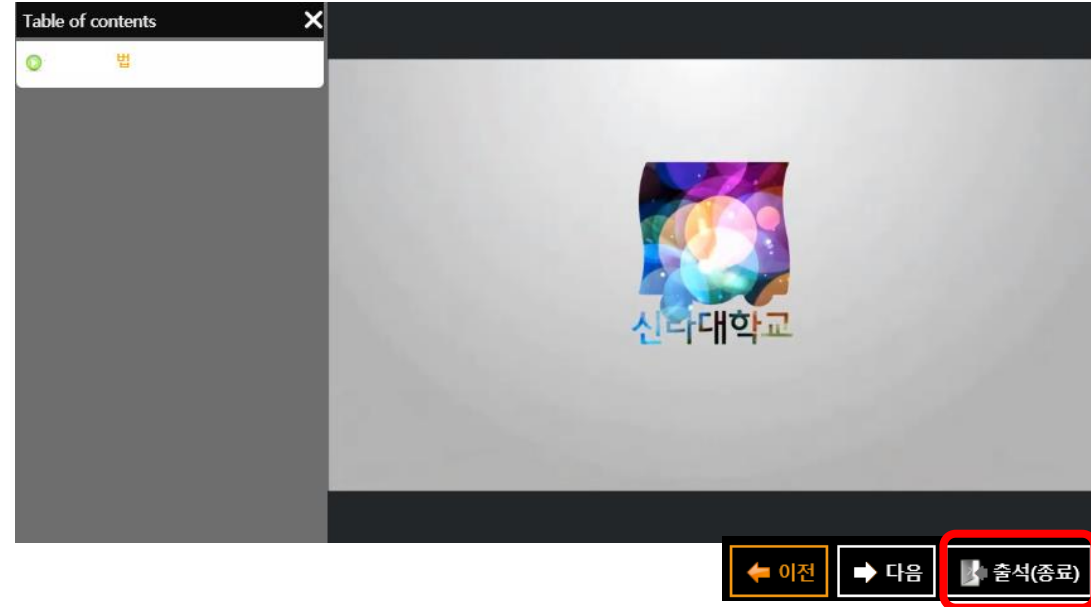 Table of contents
법
신라대학교
이전
다음
출석(종료)